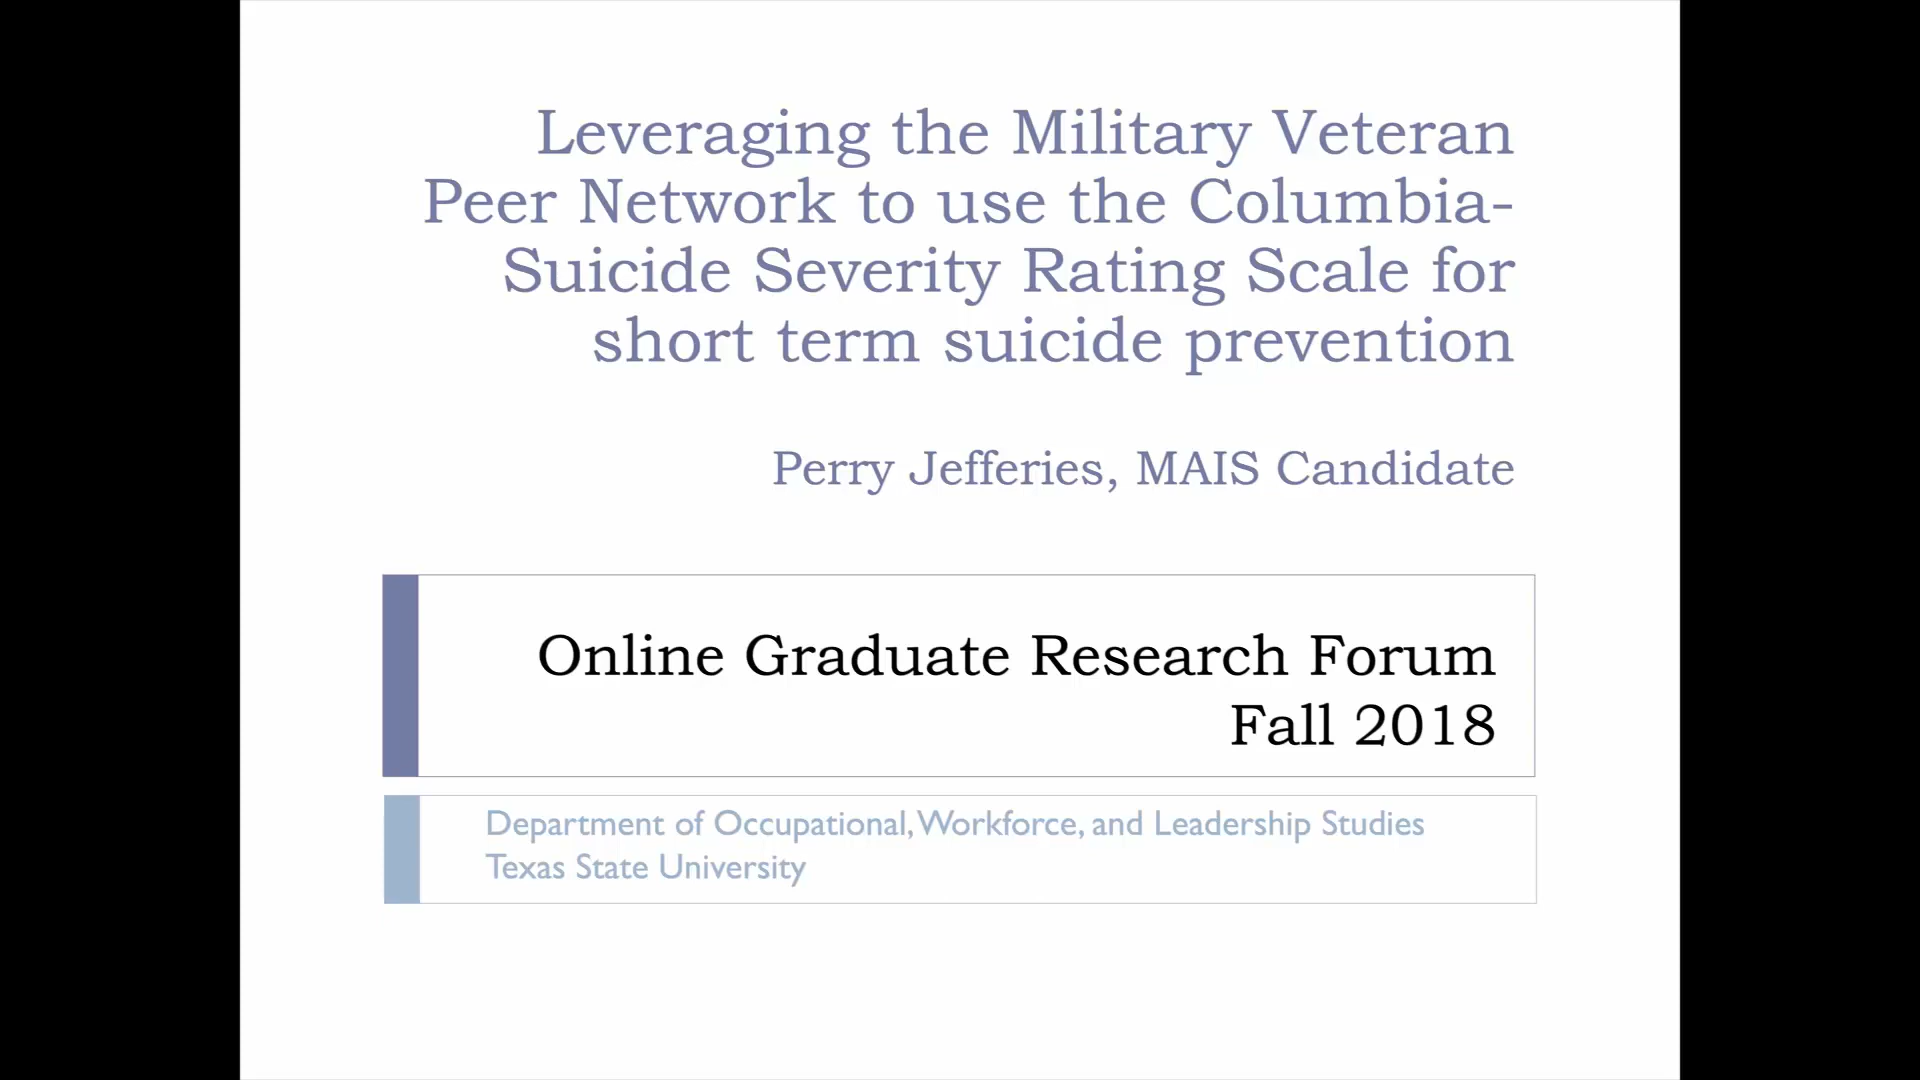 Leveraging the Military Veteran
Peer Network to use the Columbia-
Suicide Severity Rating Scale for
short term suicide prevention
Perry Jefferies, MAIS Candidate
Online Graduate Research Forum
Fall 2018
Department of Occupational, Workforce, and Leadership Studies
Texas State University